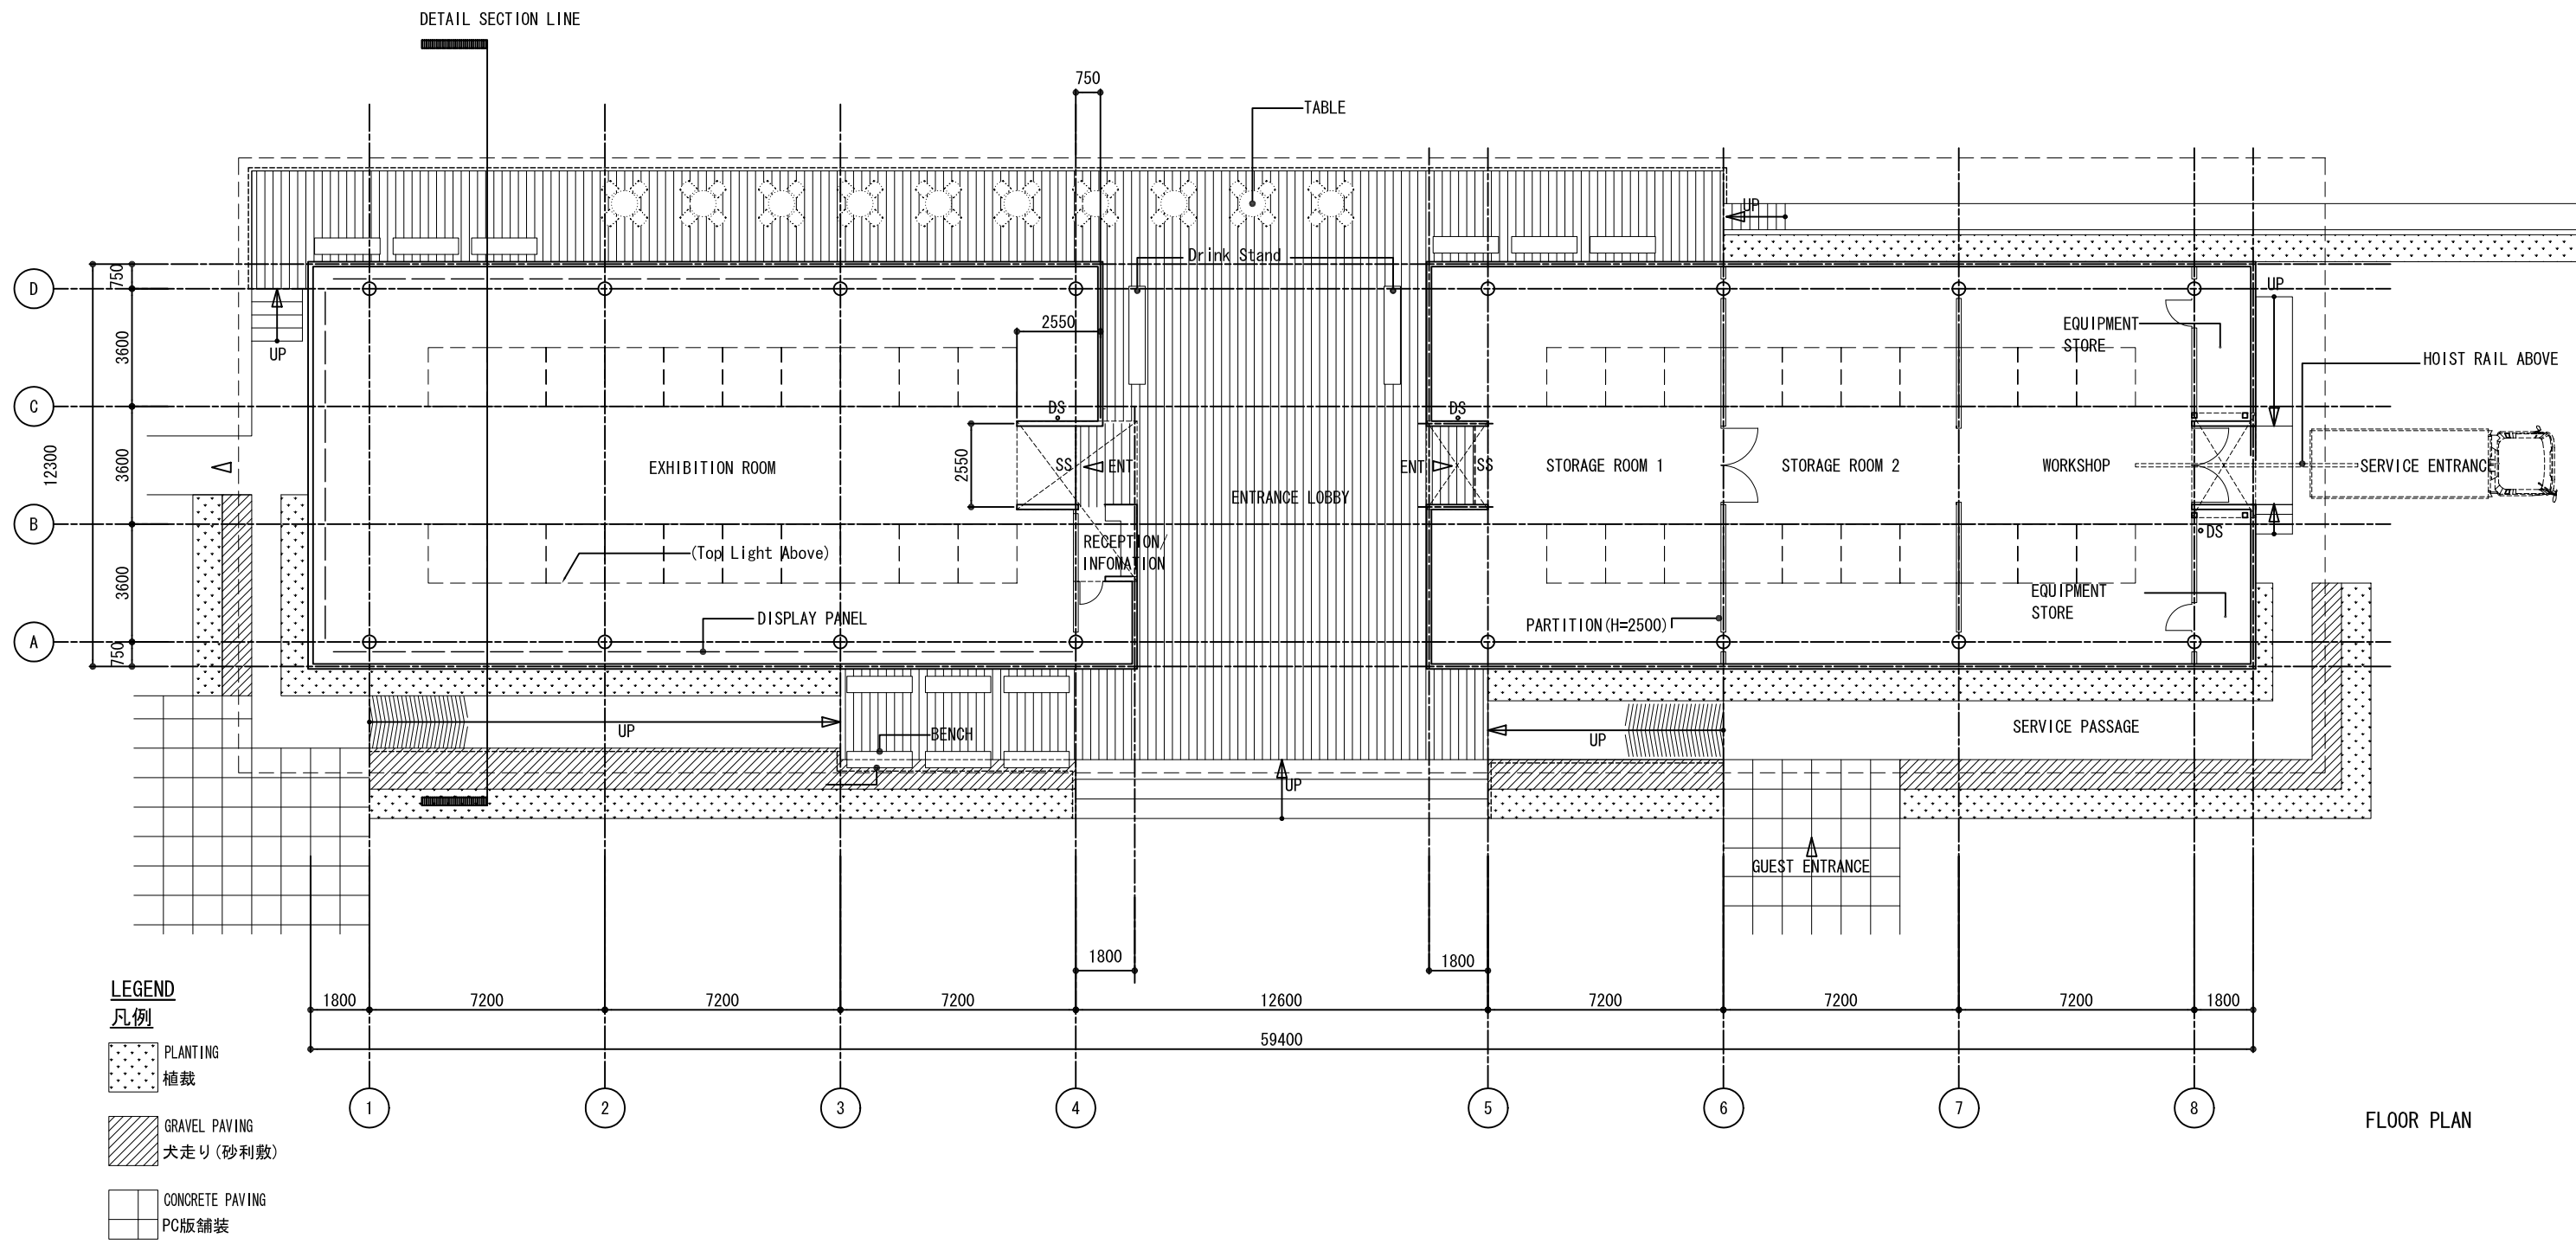 DETAIL SECTION LINE
750
TABLE
UP
Drink Stand
D
750
UP
3600
2550
EQUIPMENT
STORE
UP
HOIST RAIL ABOVE
C
DS
DS
12300
3600
2550
EXHIBITION ROOM
SS
ENT
ENT
SS
STORAGE ROOM 1
STORAGE ROOM 2
WORKSHOP
SERVICE ENTRANCE
ENTRANCE LOBBY
B
DS
(Top Light Above)
RECEPTION/
INFOMATION
3600
EQUIPMENT
STORE
DISPLAY PANEL
PARTITION(H=2500)
A
750
UP
BENCH
UP
SERVICE PASSAGE
UP
GUEST ENTRANCE
1800
1800
LEGEND
凡例
1800
7200
7200
7200
12600
7200
7200
7200
1800
59400
PLANTING
植裁
1
2
3
4
5
6
7
8
FLOOR PLAN
GRAVEL PAVING
犬走り(砂利敷)
CONCRETE PAVING
PC版舗装